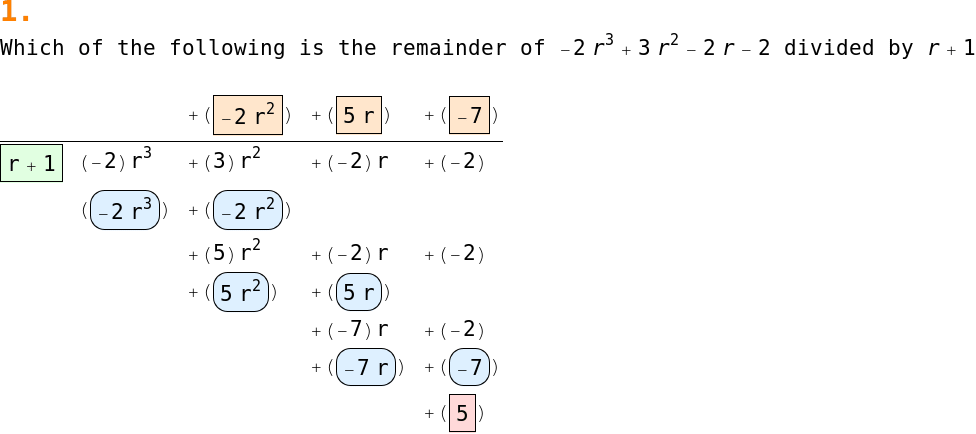 1.
Which of the following is the remainder of −2 r³ + 3 r² − 2 r − 2 divided by r + 1
+ ( −2 r² ) + ( 5 r ) + ( −7 )
r + 1 (−2) r³ + (3) r² + (−2) r + (−2)
( −2 r³ ) + ( −2 r² )
+ (5) r² + (−2) r + (−2)
+ ( 5 r² ) + ( 5 r )
+ (−7) r + (−2)
+ ( −7 r ) + ( −7 )
+ ( 5 )